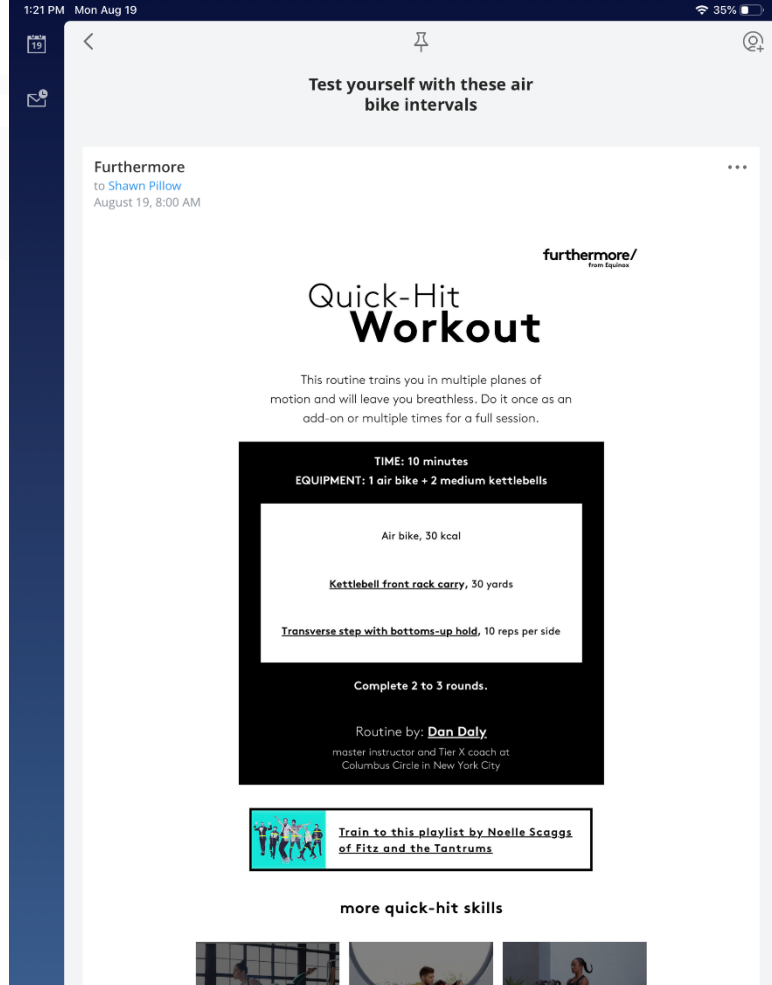 1:21 PM Mon Aug 19
35%
19
Test yourself with these air
bike intervals
Furthermore
to Shawn Pillow
August 19, 8:00 AM
furthermore/
from Equinox
Quick-Hit
Workout
This routine trains you in multiple planes of
motion and will leave you breathless. Do it once as an
add-on or multiple times for a full session.
TIME: 10 minutes
EQUIPMENT: 1 air bike + 2 medium kettlebells
Air bike, 30 kcal
Kettlebell front rack carry, 30 yards
Transverse step with bottoms-up hold, 10 reps per side
Complete 2 to 3 rounds.
Routine by: Dan Daly
master instructor and Tier X coach at
Columbus Circle in New York City
Train to this playlist by Noelle Scaggs
of Fitz and the Tantrums
more quick-hit skills